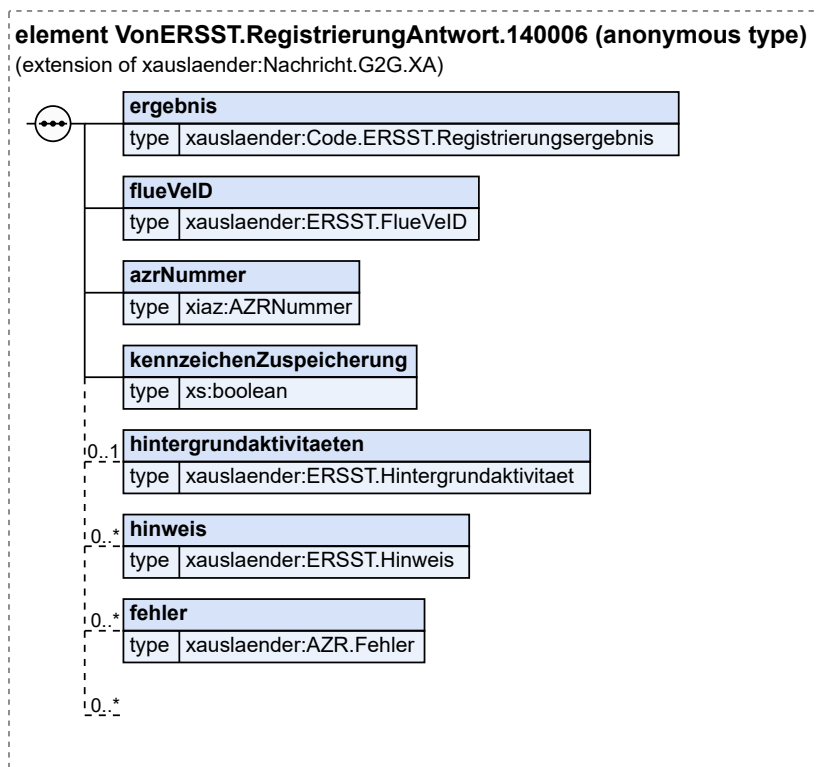 element VonERSST.RegistrierungAntwort.140006 (anonymous type)
(extension of xauslaender:Nachricht.G2G.XA)
ergebnis
type xauslaender:Code.ERSST.Registrierungsergebnis
flueVeID
type xauslaender:ERSST.FlueVeID
azrNummer
type xiaz:AZRNummer
kennzeichenZuspeicherung
type xs:boolean
0..1 hintergrundaktivitaeten
type xauslaender:ERSST.Hintergrundaktivitaet
0..* hinweis
type xauslaender:ERSST.Hinweis
0..* fehler
type xauslaender:AZR.Fehler
0..*